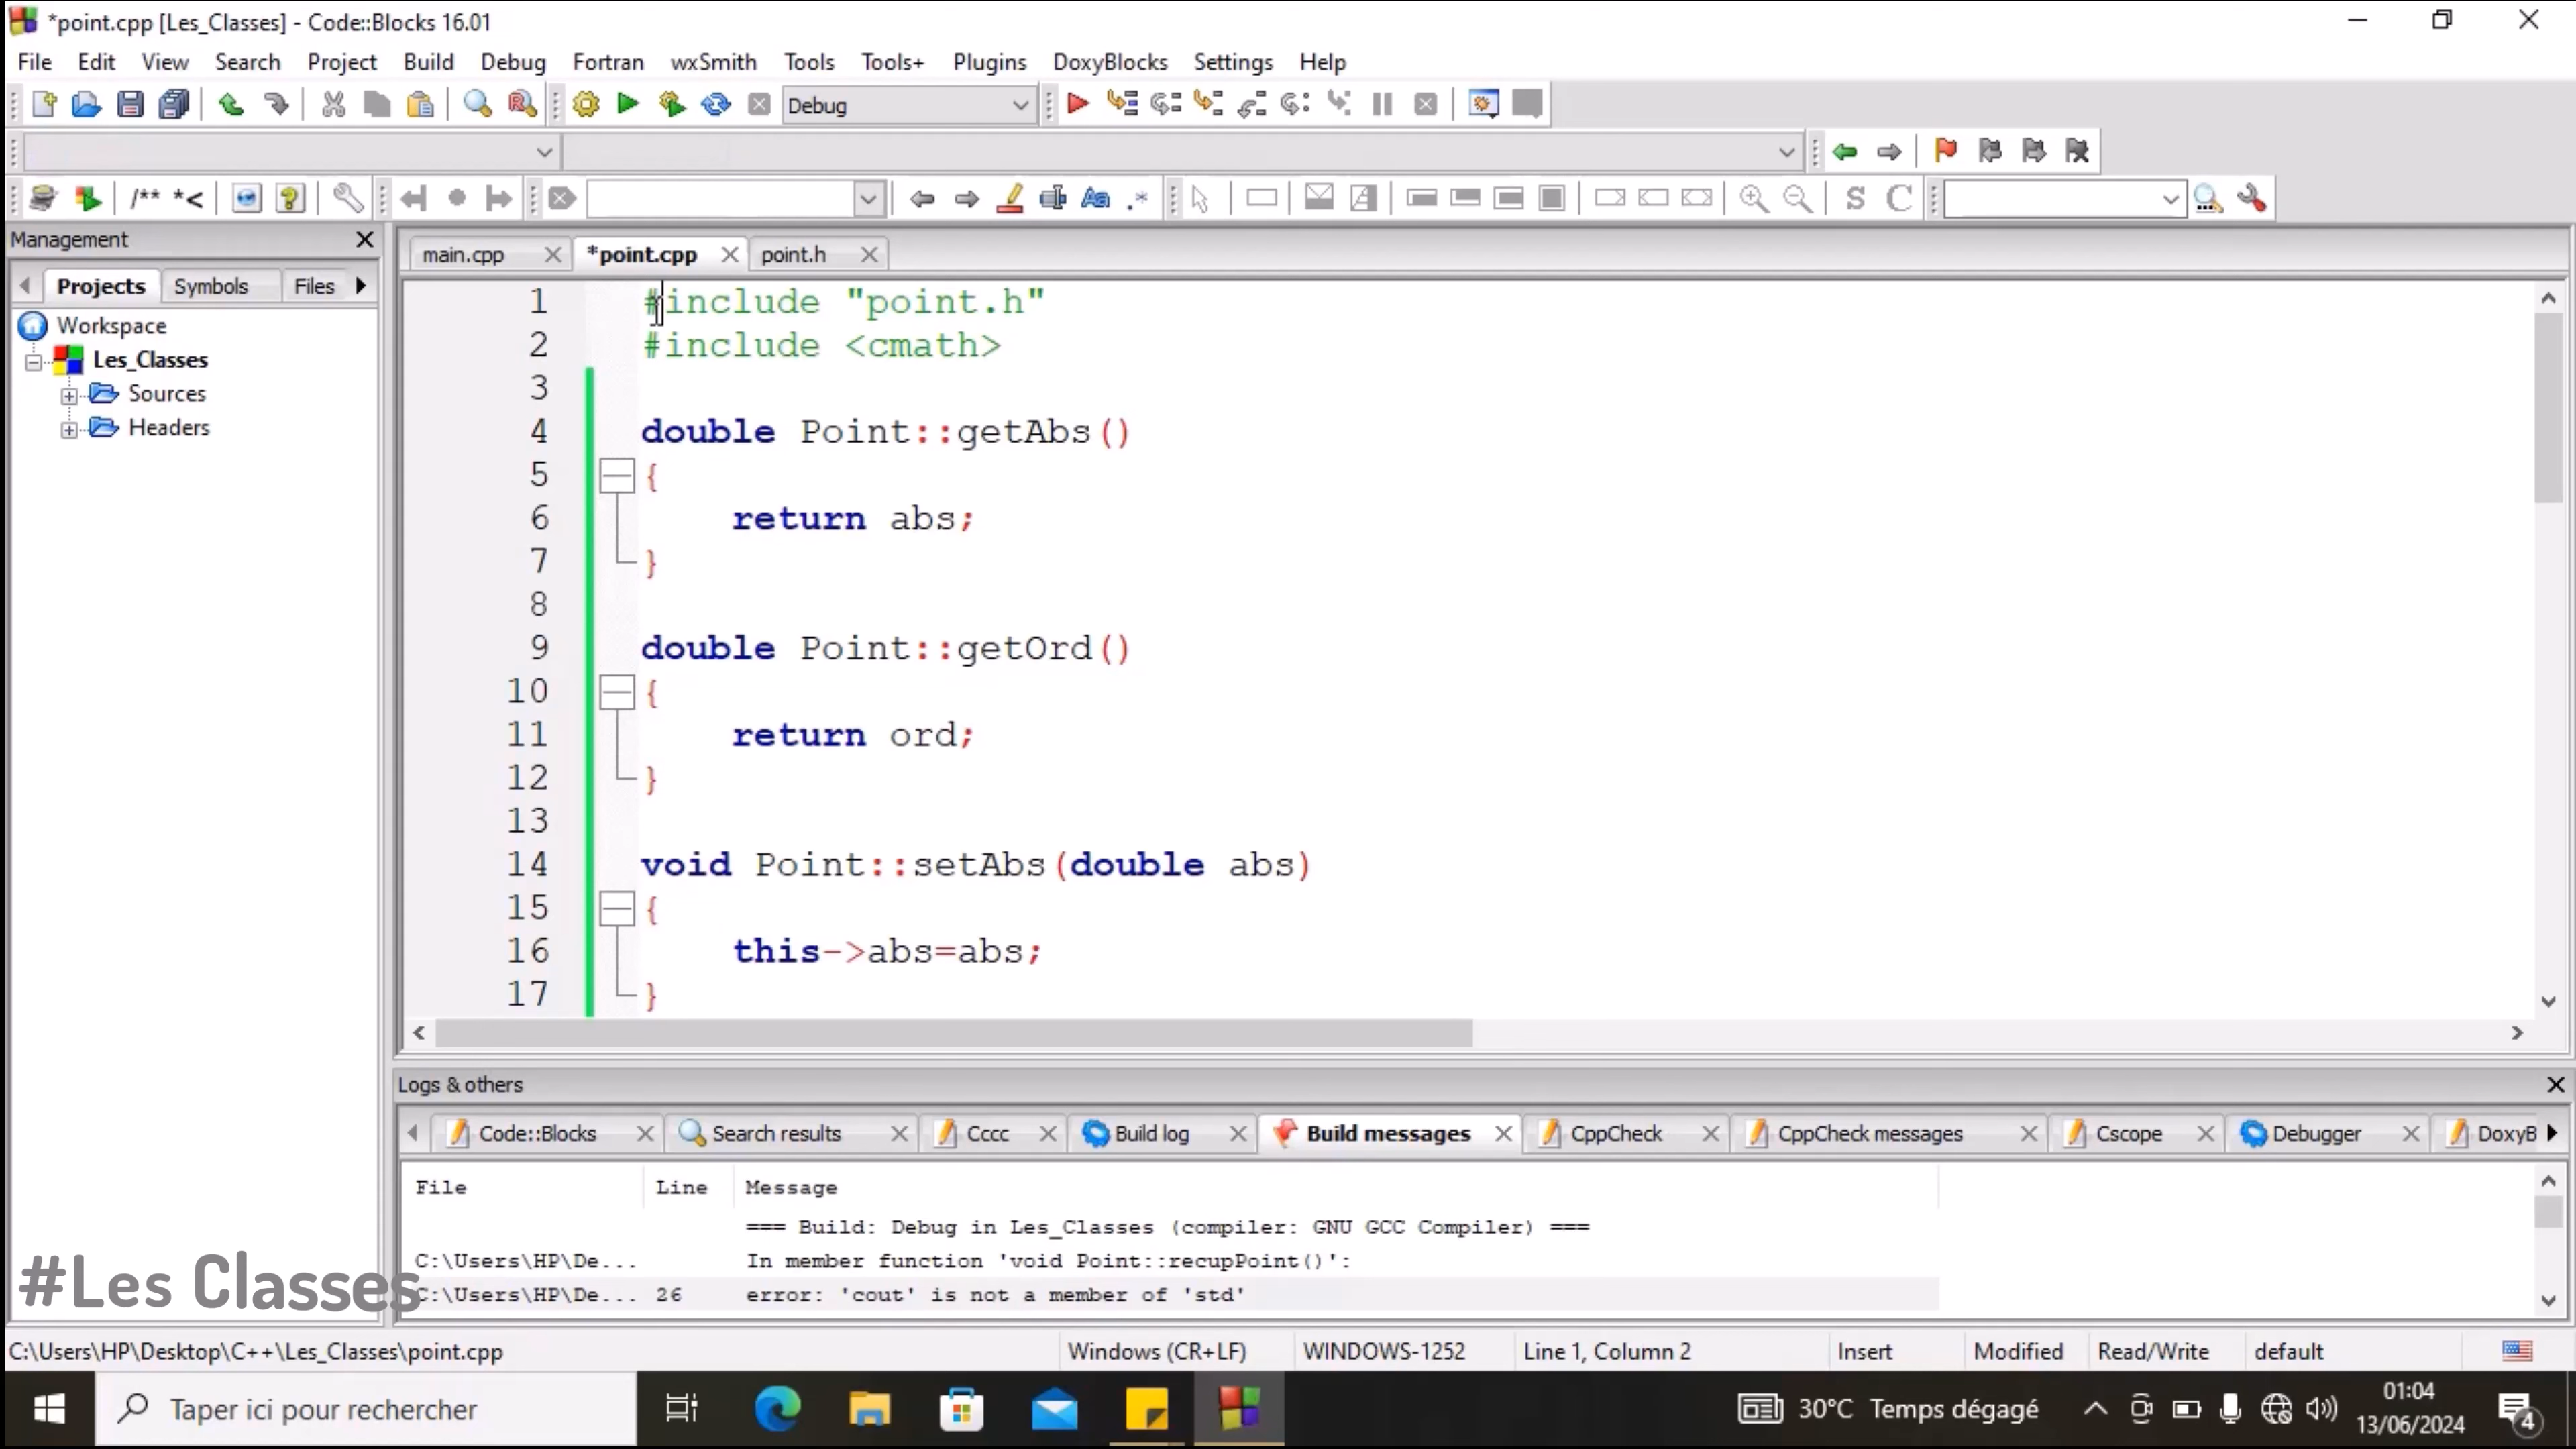 *point.cpp [Les_Classes] - Code::Blocks 16.01
File Edit View Search Project Build Debug Fortran wxSmith Tools Tools+ Plugins DoxyBlocks Settings Help
Debug
/** *<
Aa .* S C
Management
main.cpp *point.cpp point.h
Projects Symbols Files
Workspace
Les_Classes
Sources
Headers
1 #include "point.h"
2 #include <cmath>
3
4 double Point::getAbs()
5 {
6 return abs;
7 }
8
9 double Point::getOrd()
10 {
11 return ord;
12 }
13
14 void Point::setAbs(double abs)
15 {
16 this->abs=abs;
17 }
Logs & others
Code::Blocks Search results Cccc Build log Build messages CppCheck CppCheck messages Cscope Debugger DoxyB
File Line Message
=== Build: Debug in Les_Classes (compiler: GNU GCC Compiler) ===
C:\Users\HP\De... In member function 'void Point::recupPoint()':
C:\Users\HP\De... 26 error: 'cout' is not a member of 'std'
#Les Classes
C:\Users\HP\Desktop\C++\Les_Classes\point.cpp Windows (CR+LF) WINDOWS-1252 Line 1, Column 2 Insert Modified Read/Write default
Taper ici pour rechercher
30°C Temps dégagé
01:04
13/06/2024
4